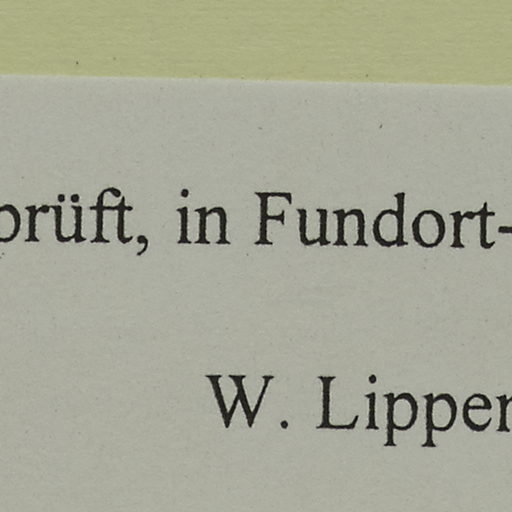 prüft, in Fundort-
W. Lipper